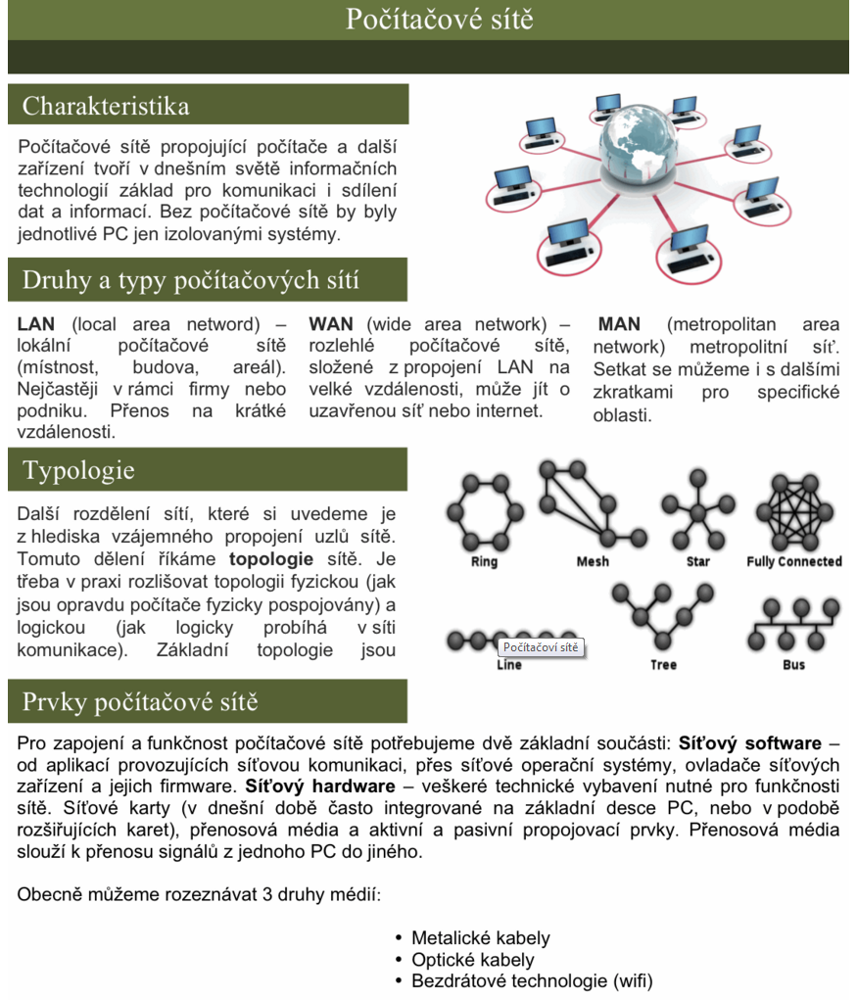 Počítačové sítě
Charakteristika
Počítačové sítě propojující počítače a další
zařízení tvoří v dnešním světě informačních
technologií základ pro komunikaci i sdílení
dat a informací. Bez počítačové sítě by byly
jednotlivé PC jen izolovanými systémy.
Druhy a typy počítačových sítí
LAN (local area netword) –
lokální počítačové sítě
(místnost, budova, areál).
Nejčastěji v rámci firmy nebo
podniku. Přenos na krátké
vzdálenosti.
WAN (wide area network) –
rozlehlé počítačové sítě,
složené z propojení LAN na
velké vzdálenosti, může jít o
uzavřenou síť nebo internet.
MAN (metropolitan area
network) metropolitní síť.
Setkat se můžeme i s dalšími
zkratkami pro specifické
oblasti.
Typologie
Další rozdělení sítí, které si uvedeme je
z hlediska vzájemného propojení uzlů sítě.
Tomuto dělení říkáme topologie sítě. Je
třeba v praxi rozlišovat topologii fyzickou (jak
jsou opravdu počítače fyzicky pospojovány) a
logickou (jak logicky probíhá v síti
komunikace). Základní topologie jsou
Ring
Mesh
Star
Fully Connected
Počítačoví sítě
Line
Tree
Bus
Prvky počítačové sítě
Pro zapojení a funkčnost počítačové sítě potřebujeme dvě základní součásti: Síťový software –
od aplikací provozujících síťovou komunikaci, přes síťové operační systémy, ovladače síťových
zařízení a jejich firmware. Síťový hardware – veškeré technické vybavení nutné pro funkčnosti
sítě. Síťové karty (v dnešní době často integrované na základní desce PC, nebo v podobě
rozšiřujících karet), přenosová média a aktivní a pasivní propojovací prvky. Přenosová média
slouží k přenosu signálů z jednoho PC do jiného.
Obecně můžeme rozeznávat 3 druhy médií:
• Metalické kabely
• Optické kabely
• Bezdrátové technologie (wifi)